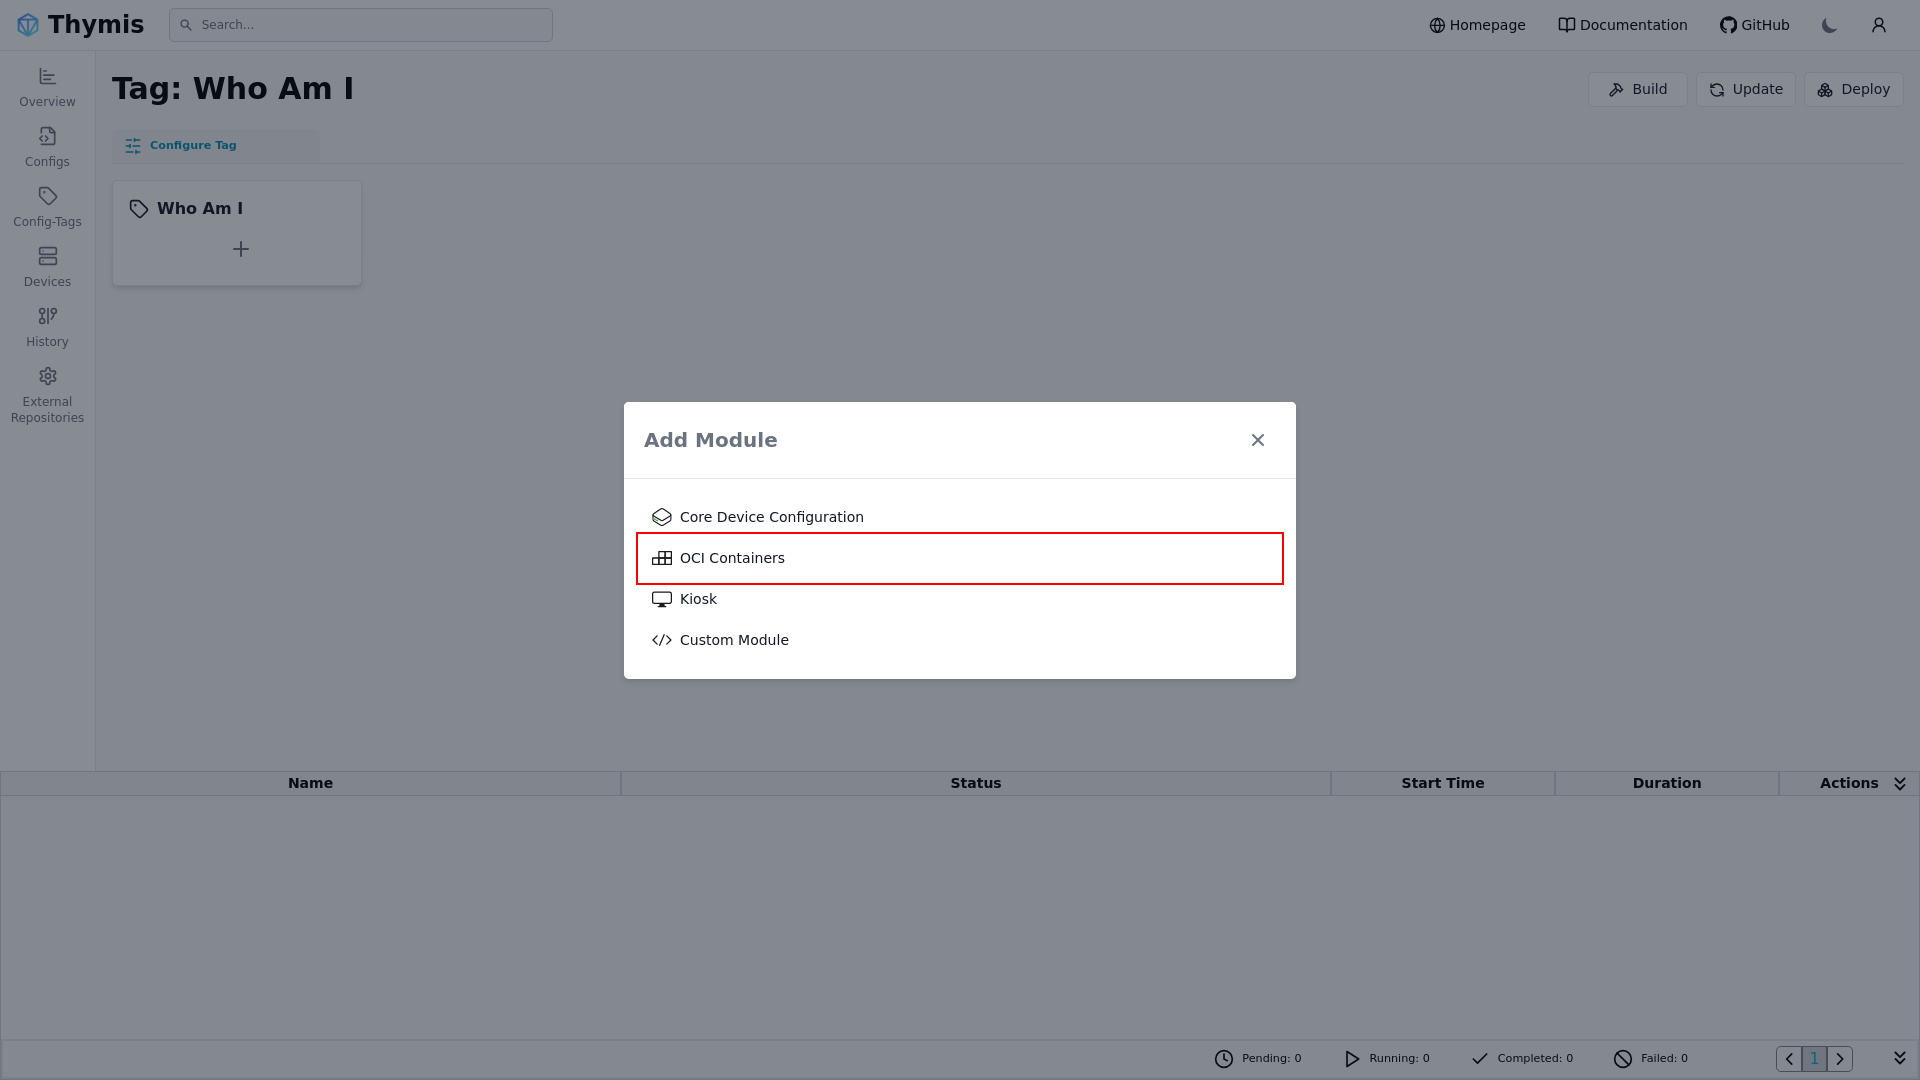 Thymis
Search...
Homepage
Documentation
GitHub
Overview
Configs
Config-Tags
Devices
History
External
Repositories
Tag: Who Am I
Build
Update
Deploy
Configure Tag
Who Am I
Add Module
Core Device Configuration
OCI Containers
Kiosk
Custom Module
Name
Status
Start Time
Duration
Actions
Pending: 0
Running: 0
Completed: 0
Failed: 0
1